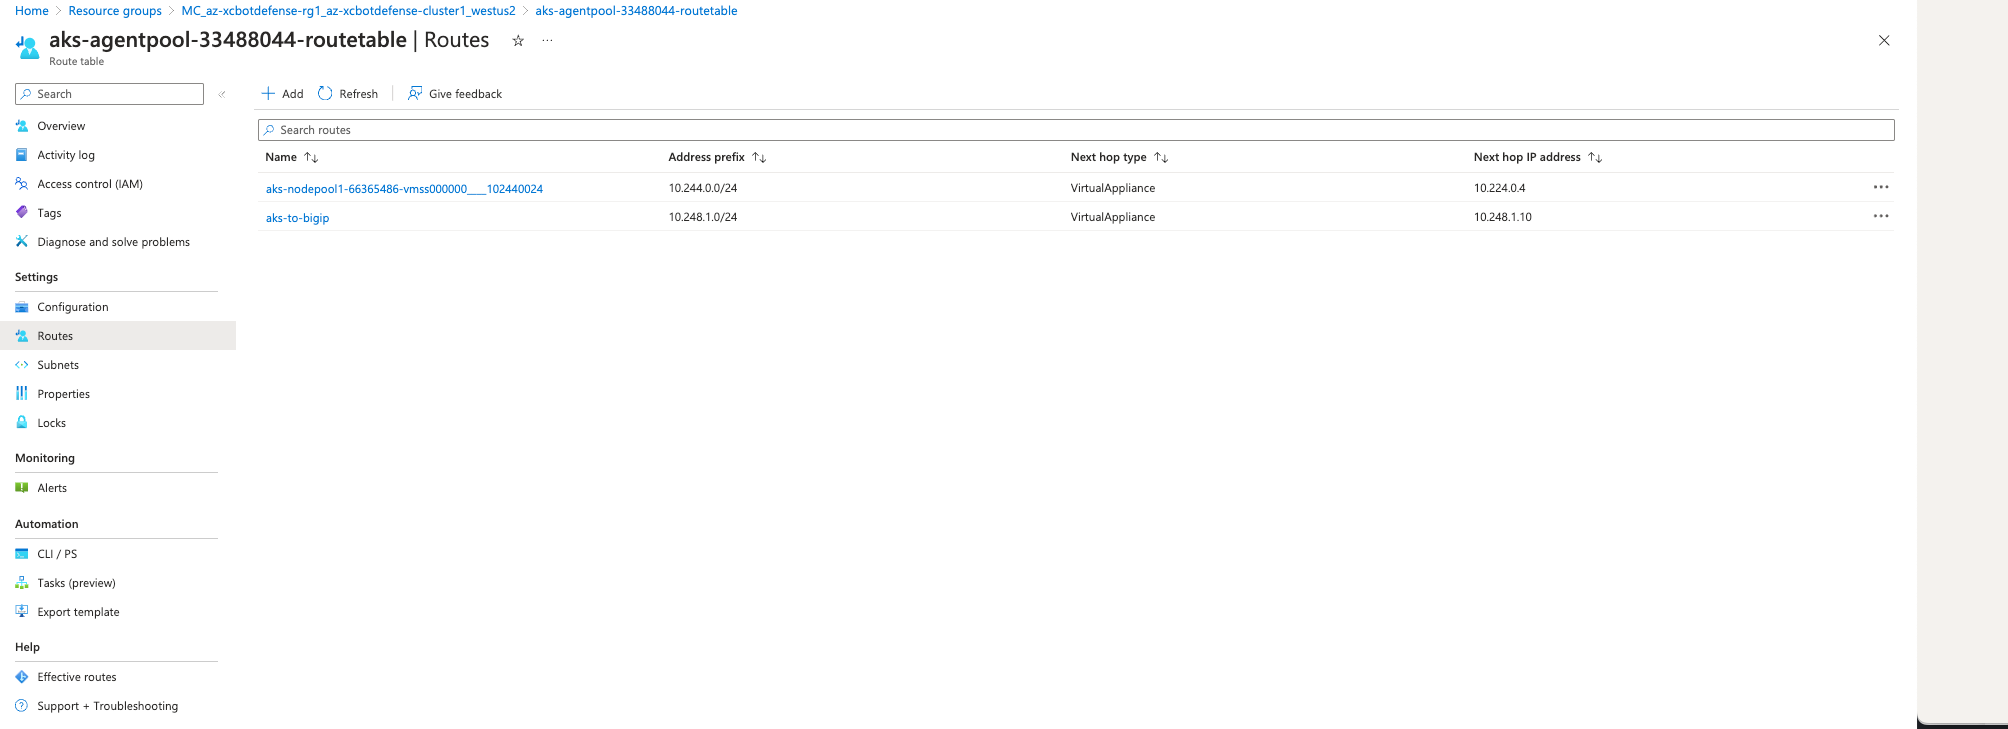 Home > Resource groups > MC_az-xcbotdefense-rg1_az-xcbotdefense-cluster1_westus2 > aks-agentpool-33488044-routetable
aks-agentpool-33488044-routetable | Routes
Route table
Search
Add Refresh Give feedback
Search routes
Name Address prefix Next hop type Next hop IP address
aks-nodepool1-66365486-vmss000000____102440024 10.244.0.0/24 VirtualAppliance 10.224.0.4
aks-to-bigip 10.248.1.0/24 VirtualAppliance 10.248.1.10
Overview
Activity log
Access control (IAM)
Tags
Diagnose and solve problems
Settings
Configuration
Routes
Subnets
Properties
Locks
Monitoring
Alerts
Automation
CLI / PS
Tasks (preview)
Export template
Help
Effective routes
Support + Troubleshooting